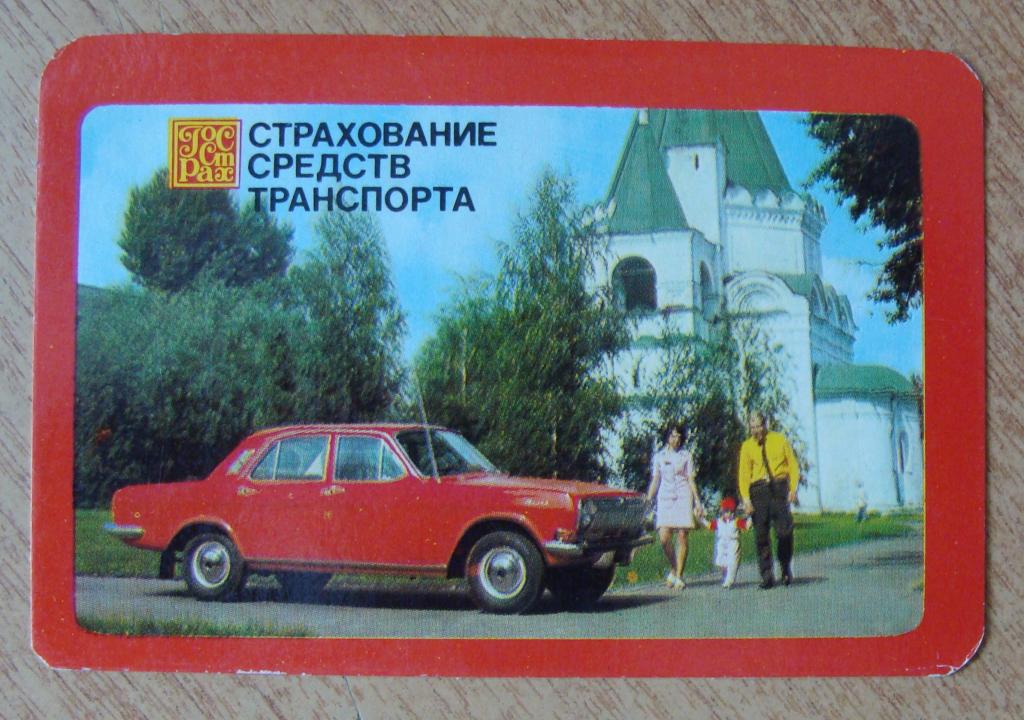 Гос
Ст
Рах
СТРАХОВАНИЕ
СРЕДСТВ
ТРАНСПОРТА